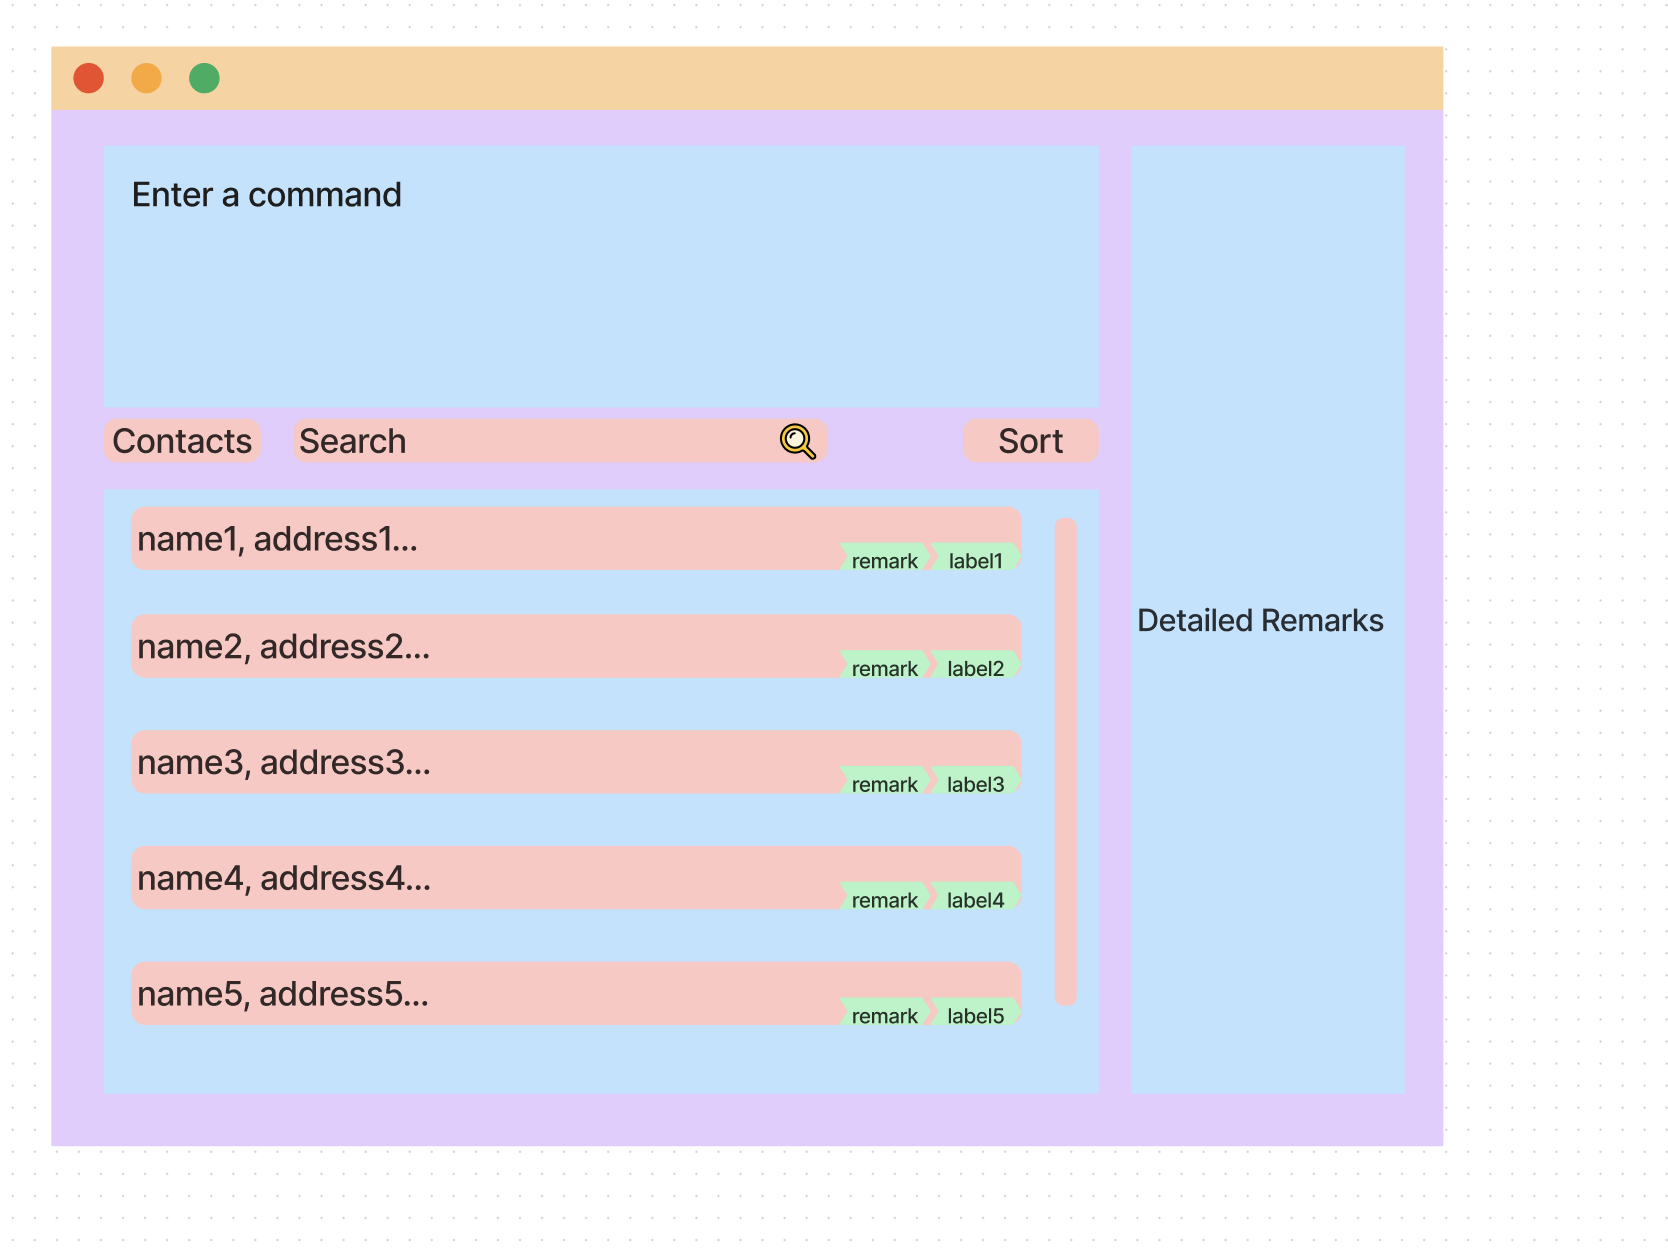 Enter a command
Contacts
Search
Sort
name1, address1...
remark
label1
name2, address2...
remark
label2
name3, address3...
remark
label3
name4, address4...
remark
label4
name5, address5...
remark
label5
Detailed Remarks